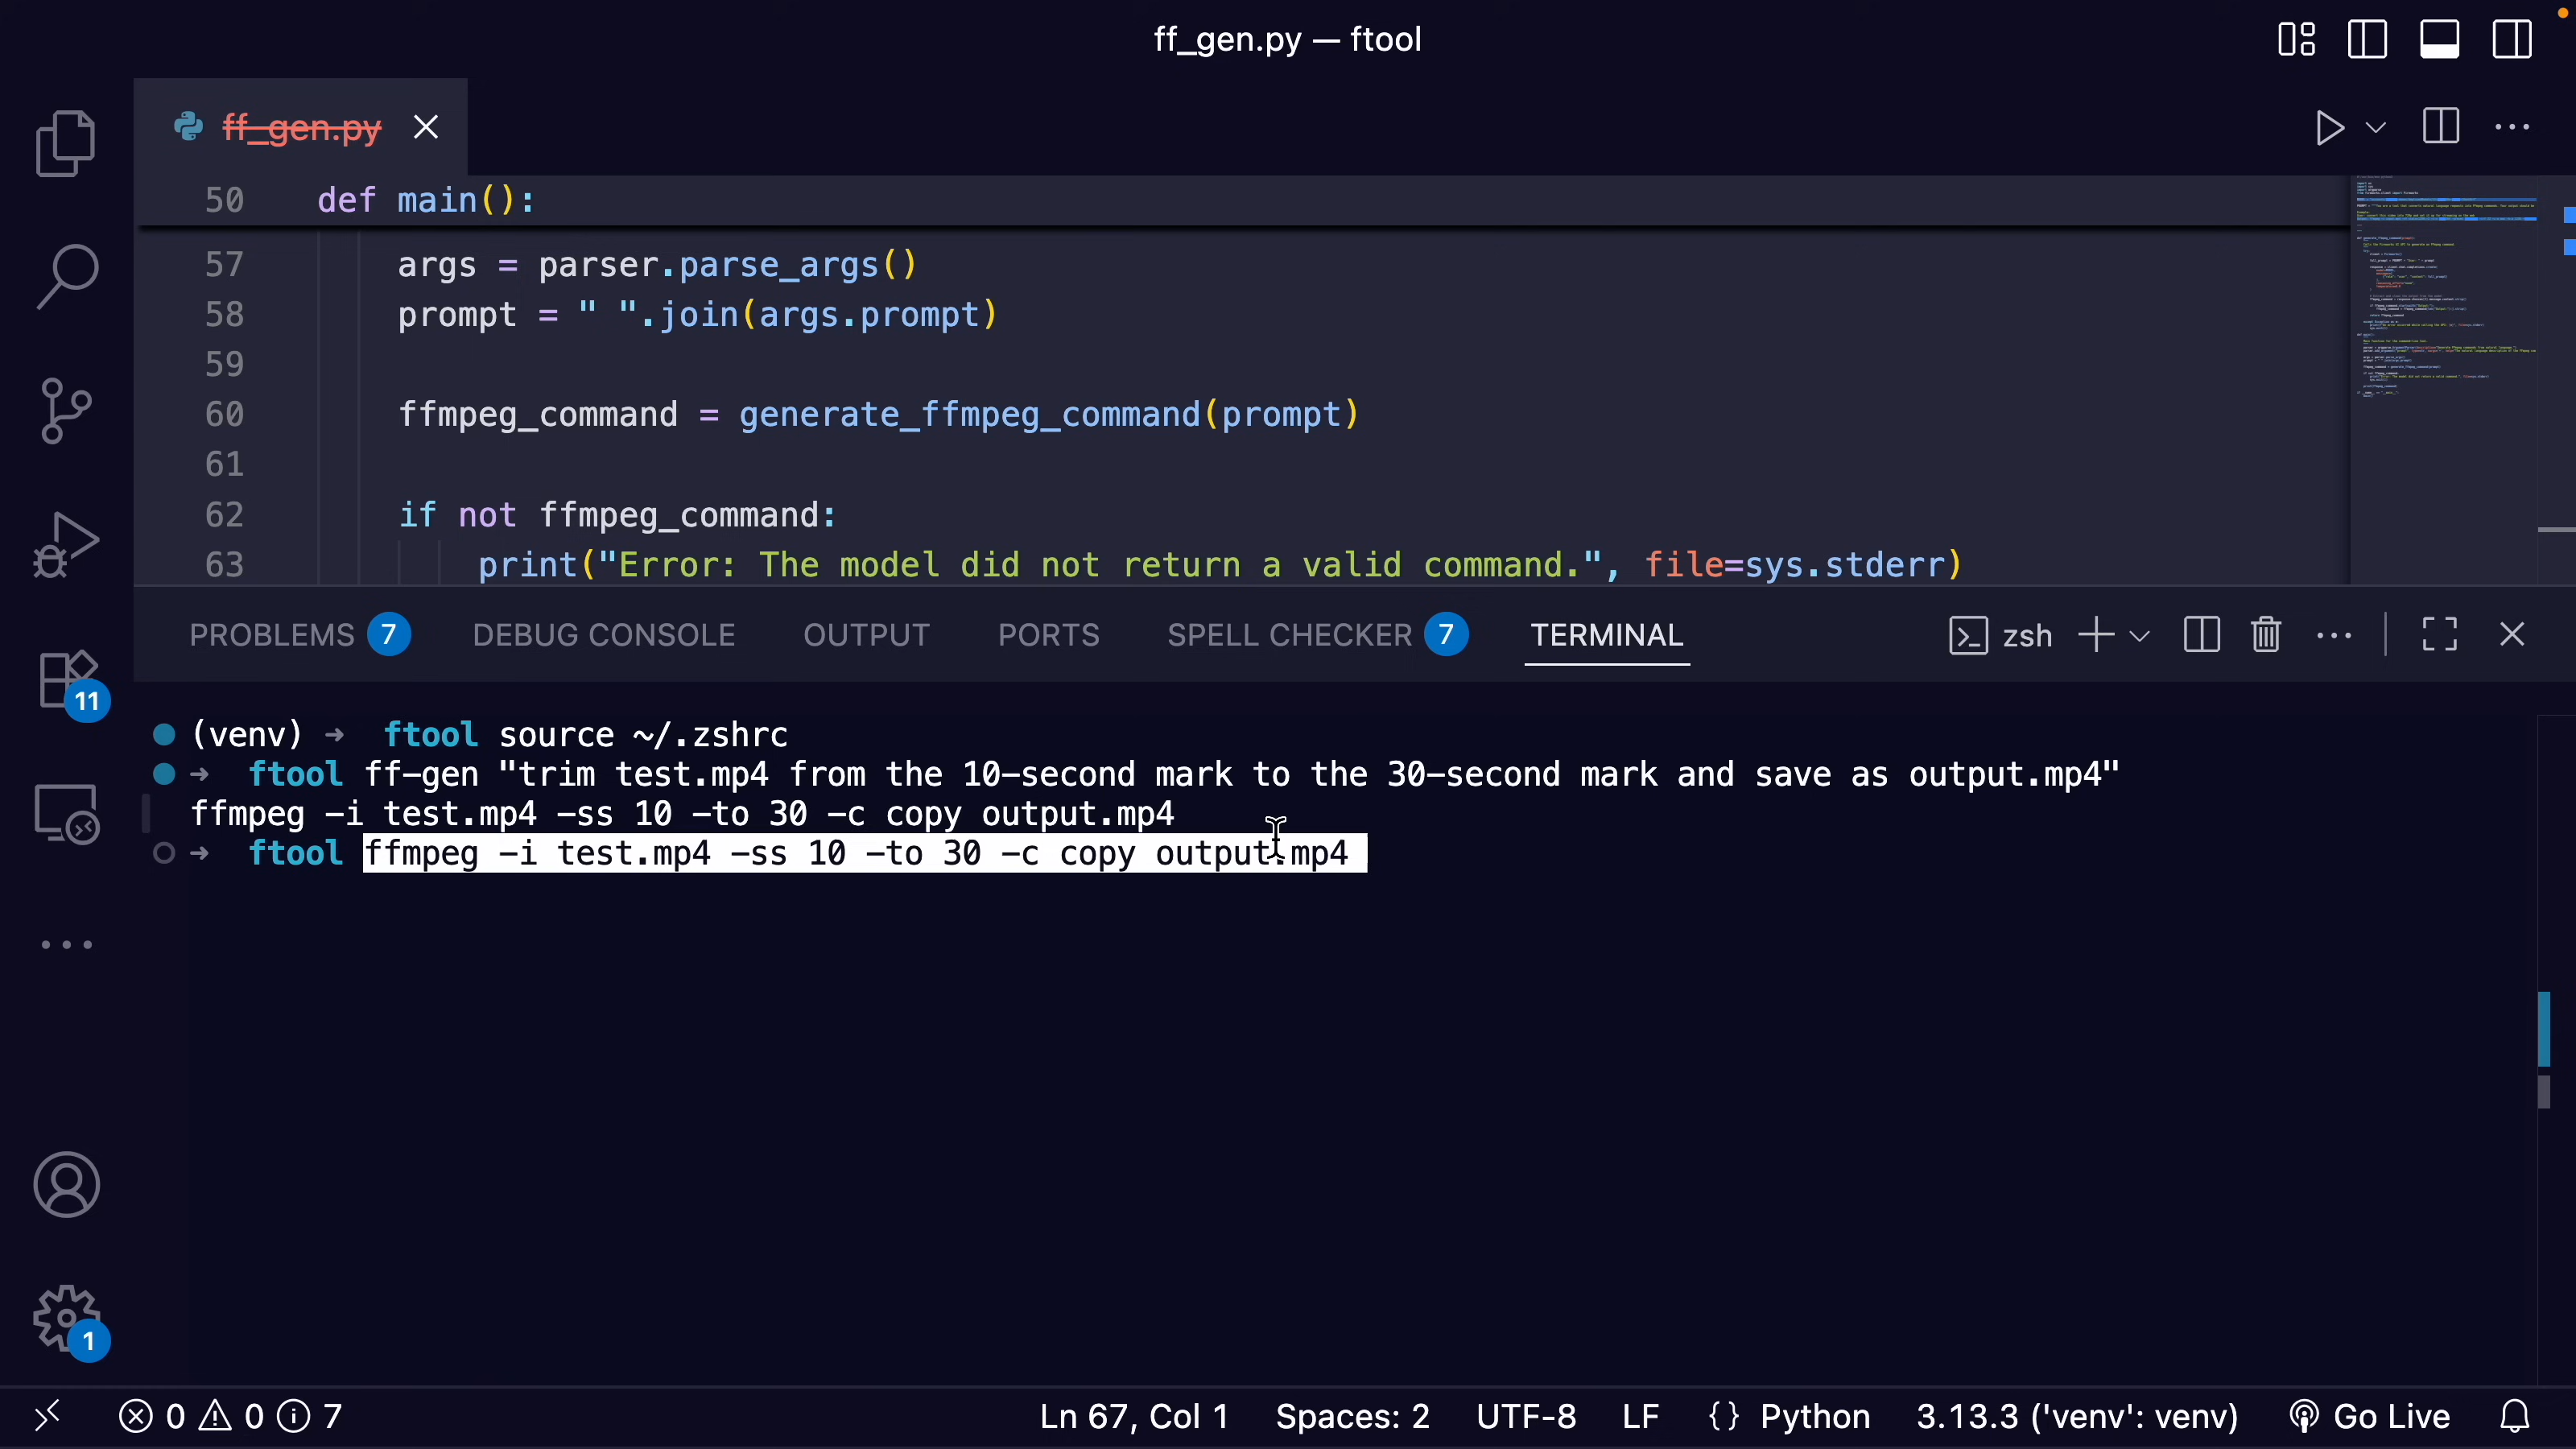 ff_gen.py — ftool
ff_gen.py
50 def main():
57 args = parser.parse_args()
58 prompt = " ".join(args.prompt)
59
60 ffmpeg_command = generate_ffmpeg_command(prompt)
61
62 if not ffmpeg_command:
63 print("Error: The model did not return a valid command.", file=sys.stderr)
PROBLEMS 7 DEBUG CONSOLE OUTPUT PORTS SPELL CHECKER 7 TERMINAL zsh
11
(venv) → ftool source ~/.zshrc
→ ftool ff-gen "trim test.mp4 from the 10-second mark to the 30-second mark and save as output.mp4"
ffmpeg -i test.mp4 -ss 10 -to 30 -c copy output.mp4
→ ftool ffmpeg -i test.mp4 -ss 10 -to 30 -c copy output.mp4
1
0 0 7 Ln 67, Col 1 Spaces: 2 UTF-8 LF {} Python 3.13.3 ('venv': venv) Go Live